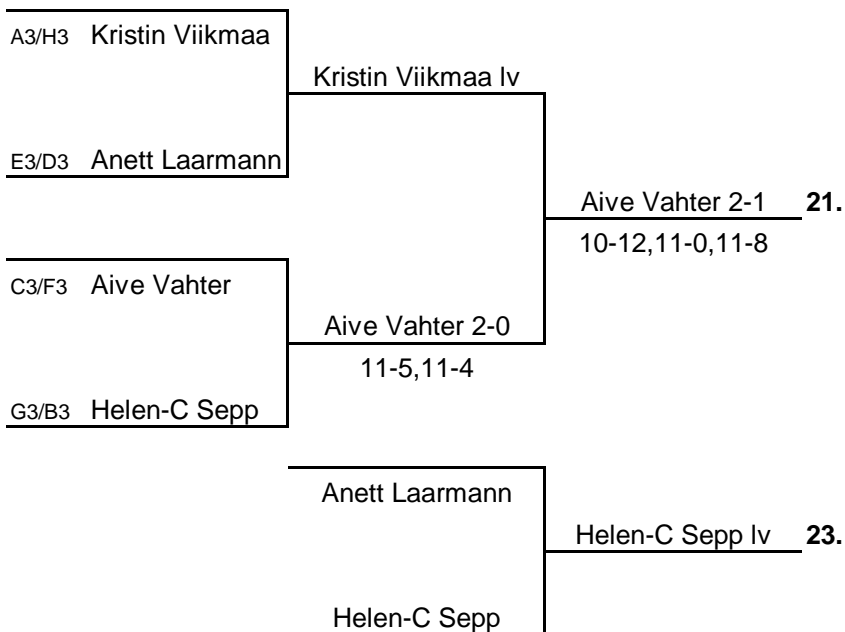 A3/H3 Kristin Viikmaa
Kristin Viikmaa lv
E3/D3 Anett Laarmann
Aive Vahter 2-1 21.
10-12,11-0,11-8
C3/F3 Aive Vahter
Aive Vahter 2-0
11-5,11-4
G3/B3 Helen-C Sepp
Anett Laarmann
Helen-C Sepp lv 23.
Helen-C Sepp